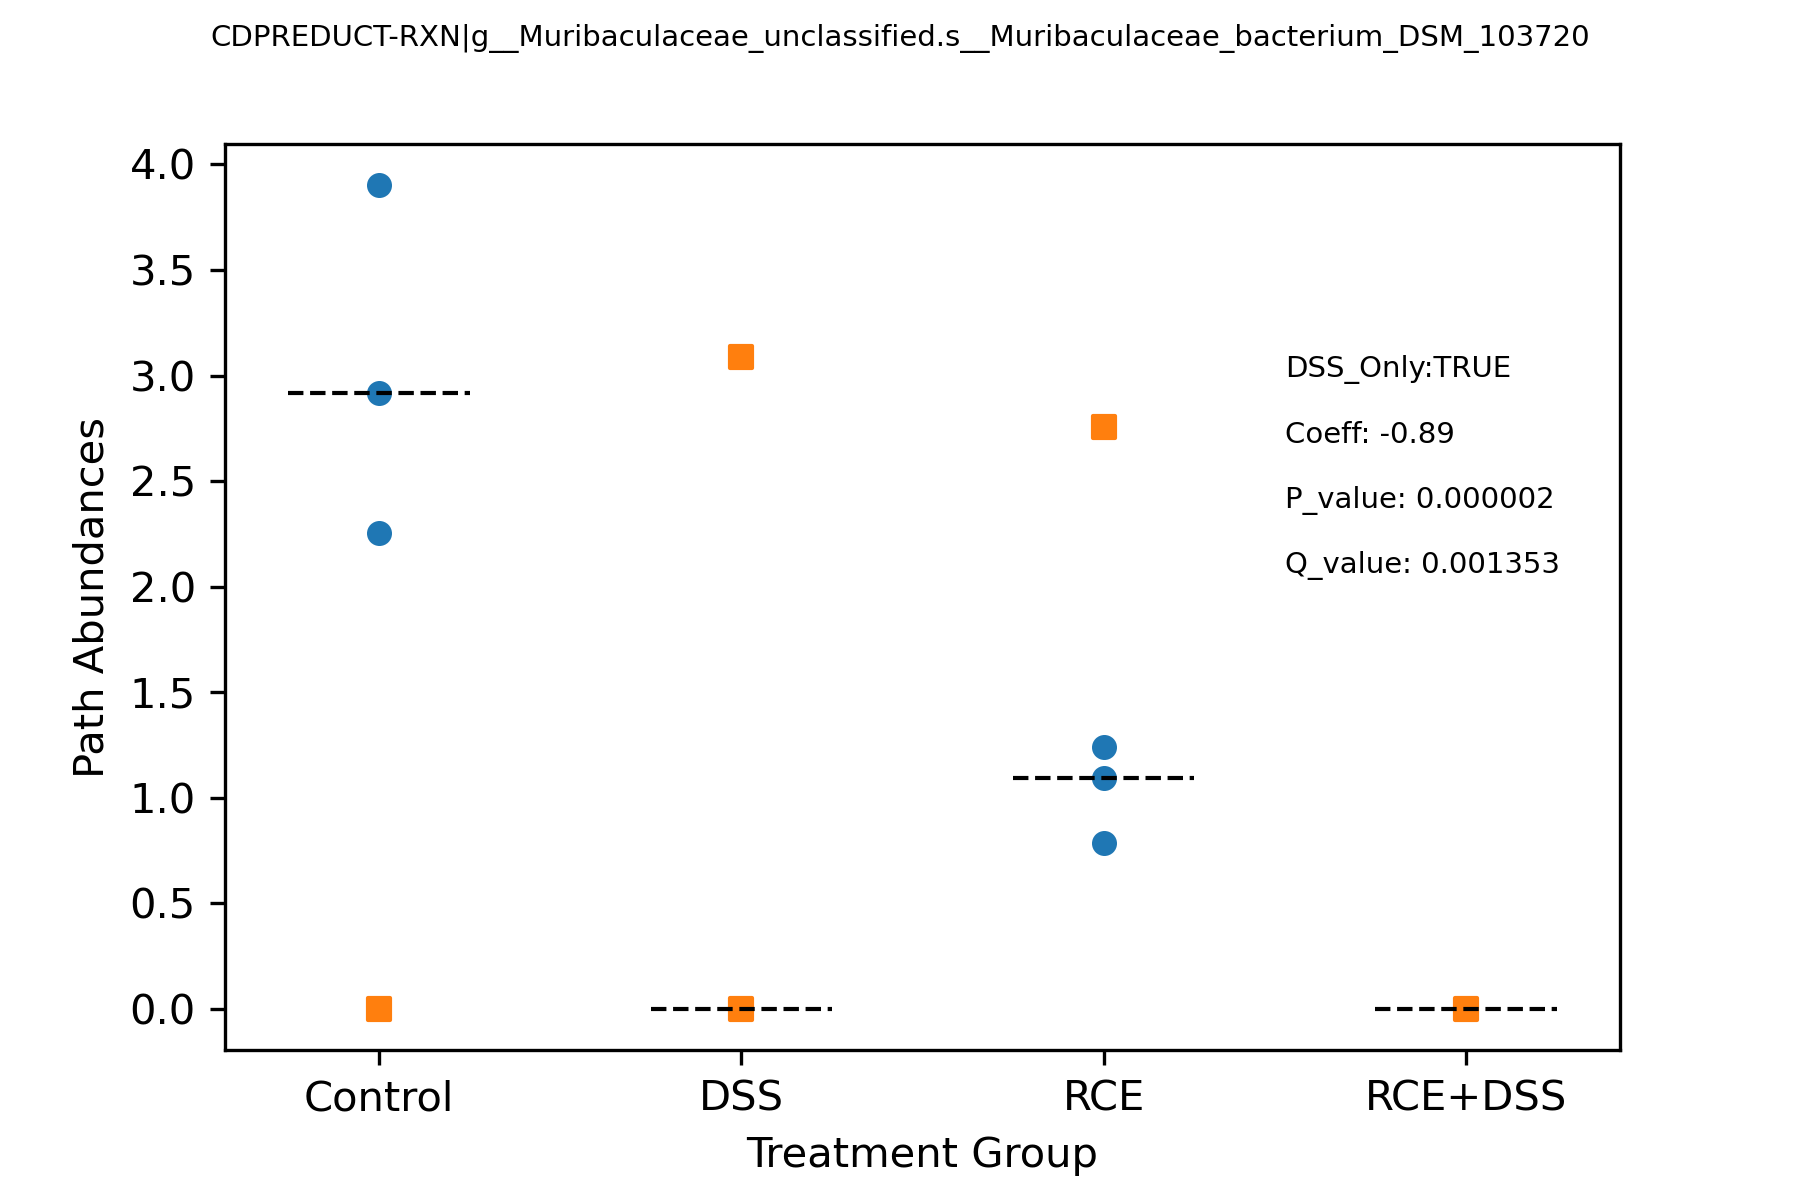 CDPREDUCT-RXN|g__Muribaculaceae_unclassified.s__Muribaculaceae_bacterium_DSM_103720
4.0
3.5
3.0
2.5
2.0
1.5
1.0
0.5
0.0
Path Abundances
DSS_Only:TRUE
Coeff: -0.89
P_value: 0.000002
Q_value: 0.001353
Control
DSS
RCE
RCE+DSS
Treatment Group